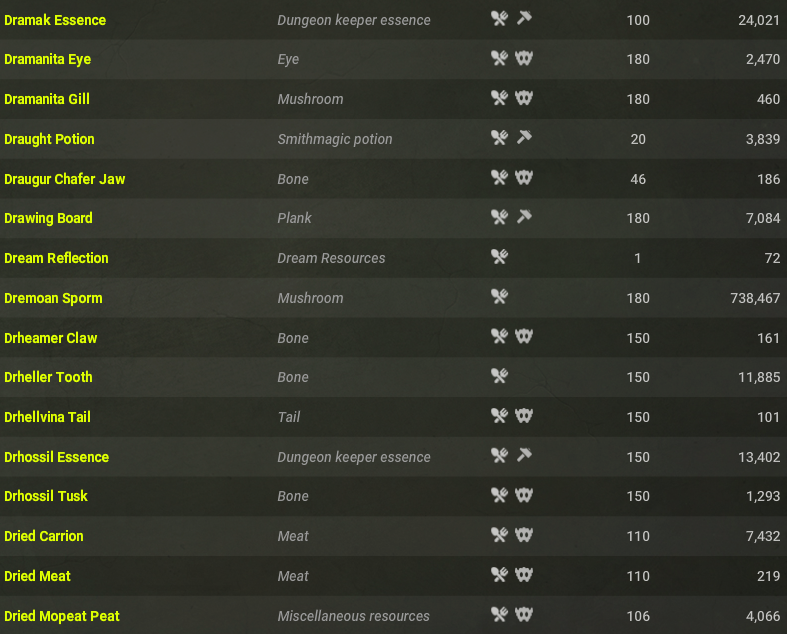 Dramak Essence Dungeon keeper essence 100 24,021
Dramanita Eye Eye 180 2,470
Dramanita Gill Mushroom 180 460
Draught Potion Smithmagic potion 20 3,839
Draugur Chafer Jaw Bone 46 186
Drawing Board Plank 180 7,084
Dream Reflection Dream Resources 1 72
Dremoan Sporm Mushroom 180 738,467
Drheamer Claw Bone 150 161
Drheller Tooth Bone 150 11,885
Drhellvina Tail Tail 150 101
Drhossil Essence Dungeon keeper essence 150 13,402
Drhossil Tusk Bone 150 1,293
Dried Carrion Meat 110 7,432
Dried Meat Meat 110 219
Dried Mopeat Peat Miscellaneous resources 106 4,066